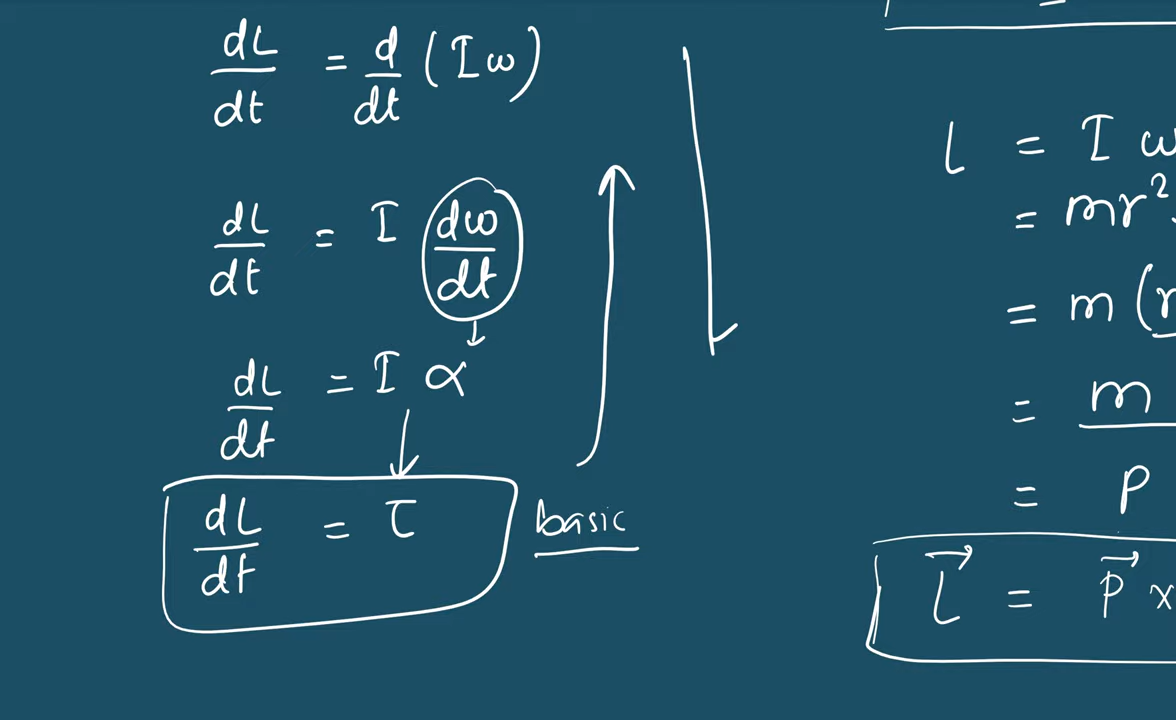 dL/dt = d/dt (Iω)
dL/dt = I dω/dt
dL/dt = I α
dL/dt = τ
basic
=
L = I ω
= mr²
= m (r
= m
= P
L⃗ = P⃗ ×